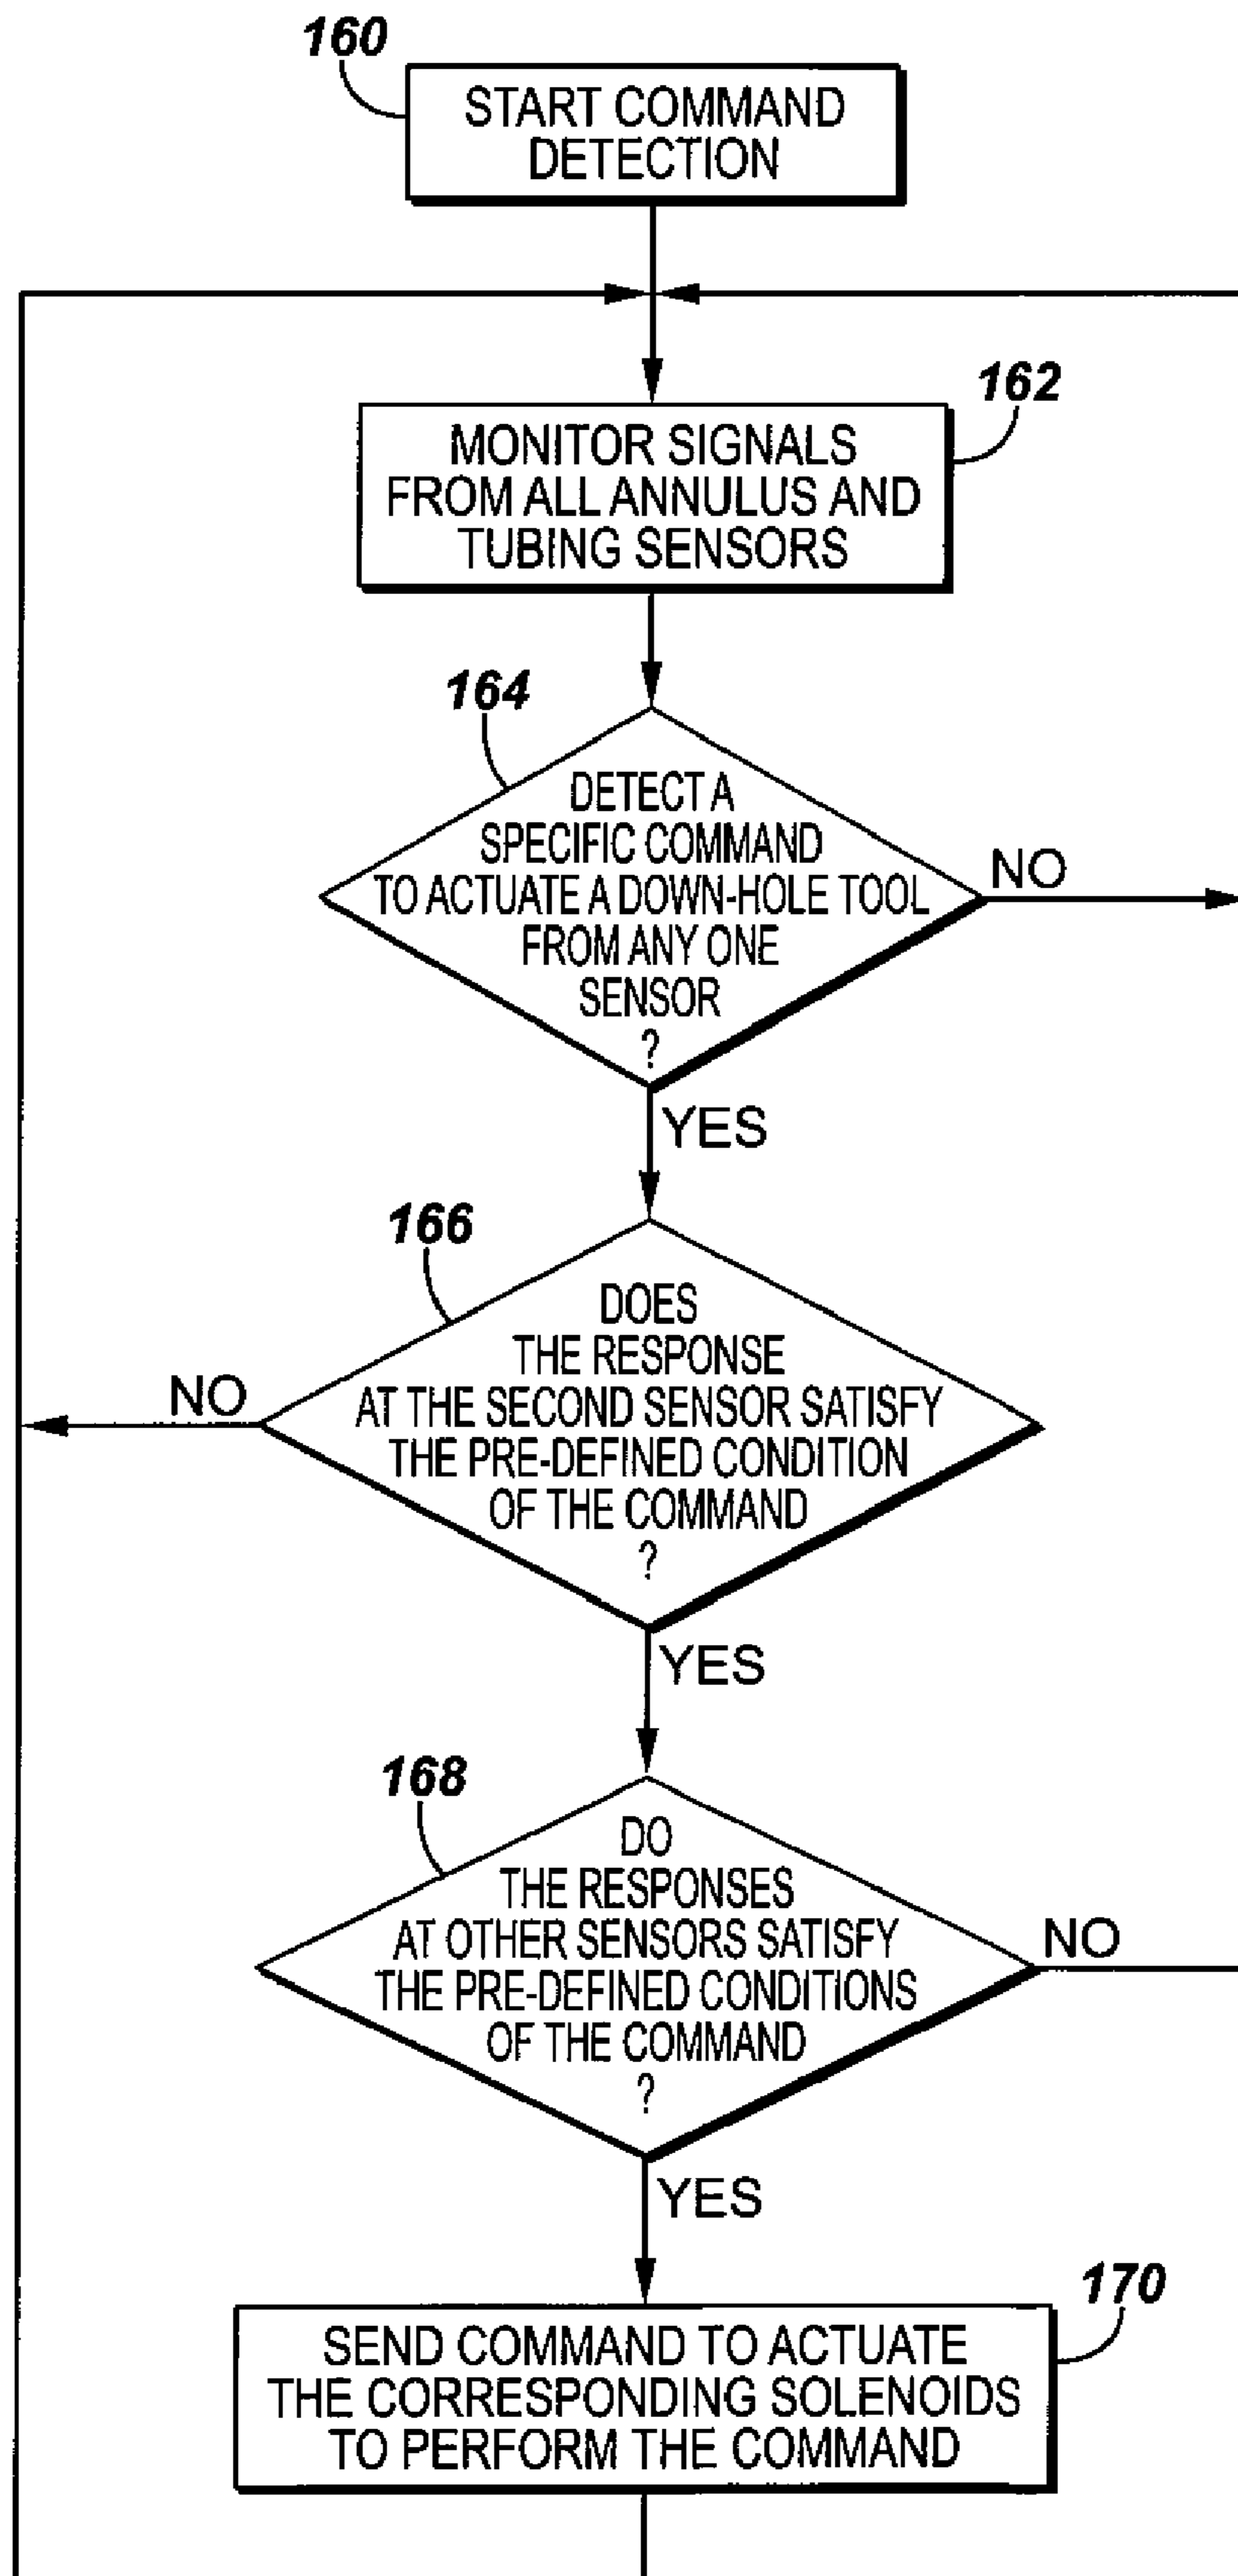 160
START COMMAND
DETECTION
162
MONITOR SIGNALS
FROM ALL ANNULUS AND
TUBING SENSORS
164
DETECT A
SPECIFIC COMMAND
TO ACTUATE A DOWN-HOLE TOOL
FROM ANY ONE
SENSOR
?
NO
YES
166
DOES
THE RESPONSE
AT THE SECOND SENSOR SATISFY
THE PRE-DEFINED CONDITION
OF THE COMMAND
?
NO
YES
168
DO
THE RESPONSES
AT OTHER SENSORS SATISFY
THE PRE-DEFINED CONDITIONS
OF THE COMMAND
?
NO
YES
170
SEND COMMAND TO ACTUATE
THE CORRESPONDING SOLENOIDS
TO PERFORM THE COMMAND